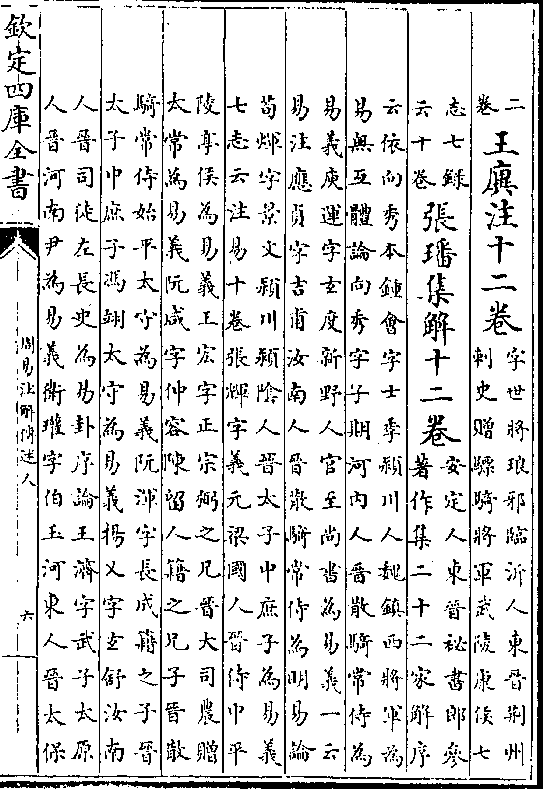 二
卷
王廙注十二卷
字世將琅邪臨沂人東晉荆州
刺史贈驃騎將軍武陵康侯七
志七錄
云十卷
張璠集解十二卷
安定人東晉秘書郎參
著作集二十二家解序
云依向秀本鍾會字士季潁川人魏鎮西將軍為
易無互體論向秀字子期河内人晉散騎常侍為
易義庾運字玄度新野人官至尚書為易義一云
易注應貞字吉甫汝南人晉散騎常侍為明易論
荀煇字景文潁川潁陰人晉太子中庶子為易義
七志云注易十卷張輝字義元梁國人晉侍中平
陵亭侯為易義王宏字正宗弼之兄晉大司農贈
太常為易義阮咸字仲容陳留人籍之兄子晉散
騎常侍始平太守為易義阮渾字長成籍之子晉
太子中庶子馮翊太守為易義揚乂字玄舒汝南
人晉司徒左長史為易卦序論王濟字武子太原
人晉河南尹為易義衛瓘字伯玉河東人晉太保
欽定四庫全書
周易注解傳述人
六